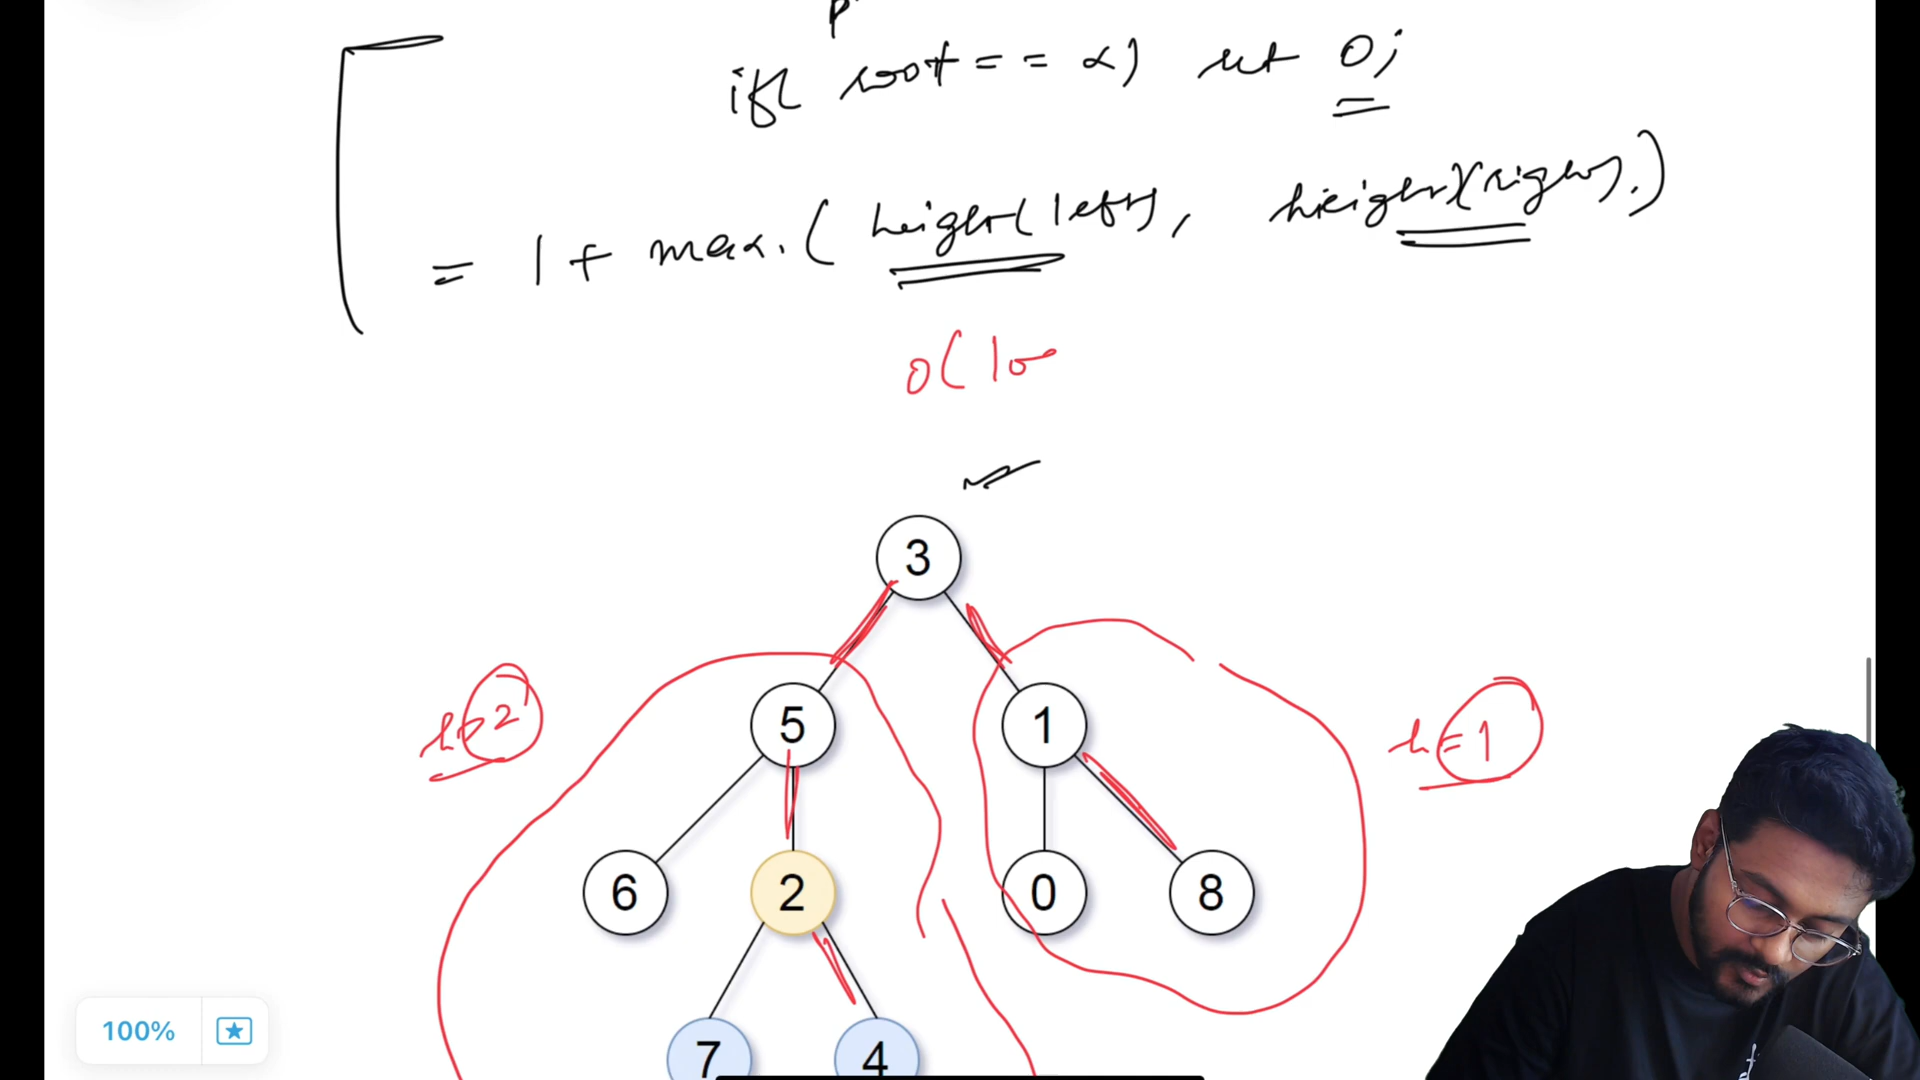 if( root == α) ret 0;
= 1 + max. ( height(left), height(right). )
O( lo
3
h=2
5
1
h=1
6
2
0
8
7
4
100%